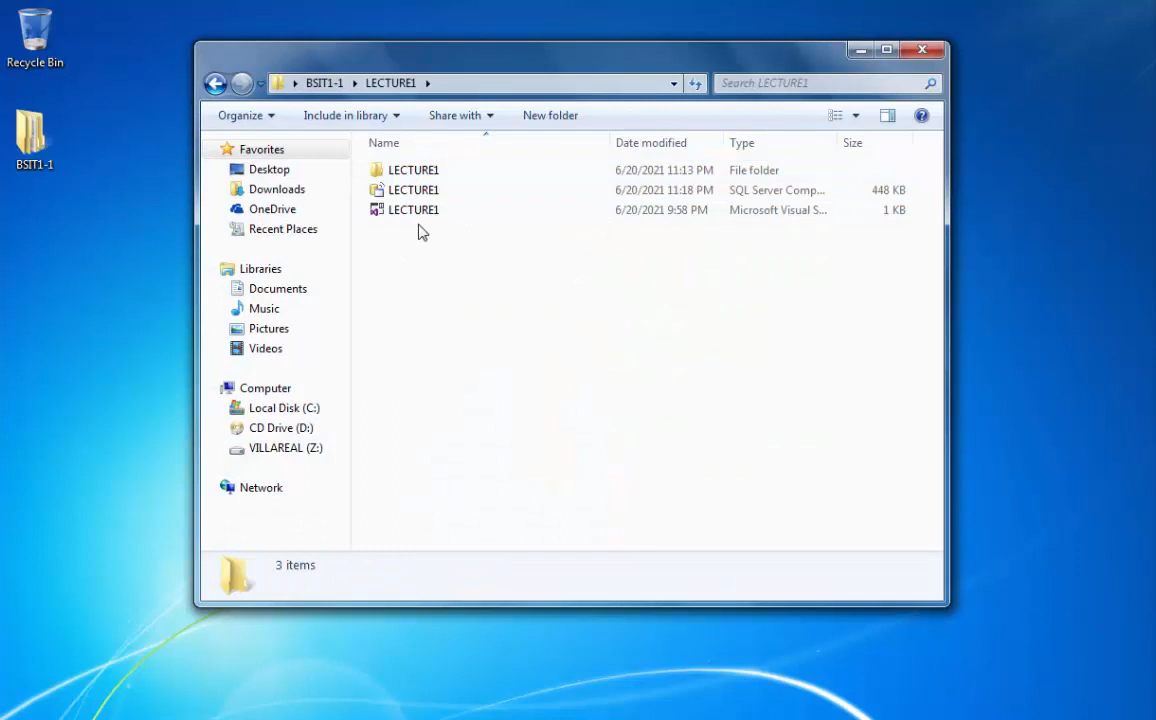 Recycle Bin
BSIT1-1
BSIT1-1 LECTURE1
Search LECTURE1
Organize Include in library Share with New folder
Name Date modified Type Size
LECTURE1 6/20/2021 11:13 PM File folder
LECTURE1 6/20/2021 11:18 PM SQL Server Comp... 448 KB
LECTURE1 6/20/2021 9:58 PM Microsoft Visual S... 1 KB
Favorites
Desktop
Downloads
OneDrive
Recent Places
Libraries
Documents
Music
Pictures
Videos
Computer
Local Disk (C:)
CD Drive (D:)
VILLAREAL (Z:)
Network
3 items